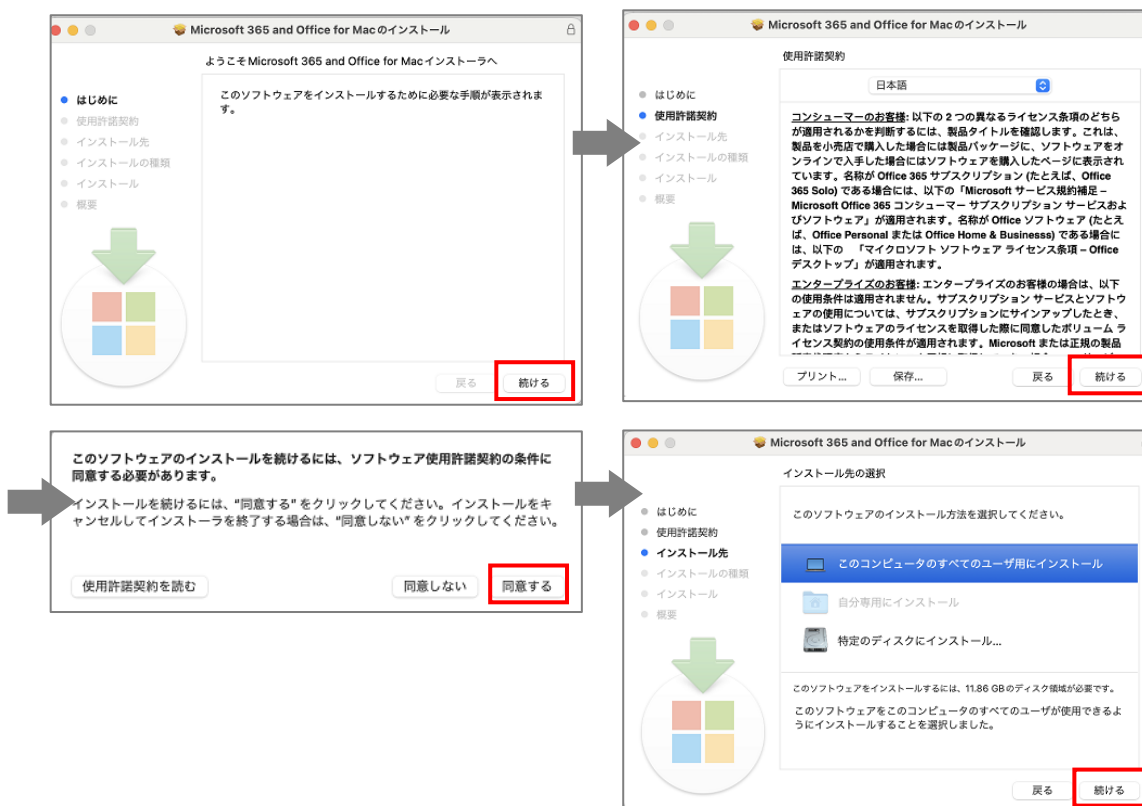 Microsoft 365 and Office for Macのインストール
ようこそMicrosoft 365 and Office for Macインストーラへ
はじめに
使用許諾契約
インストール先
インストールの種類
インストール
概要
このソフトウェアをインストールするために必要な手順が表示されま
す。
戻る
続ける
Microsoft 365 and Office for Macのインストール
使用許諾契約
はじめに
使用許諾契約
インストール先
インストールの種類
インストール
概要
日本語
コンシューマーのお客様: 以下の 2 つの異なるライセンス条項のどちら
が適用されるかを判断するには、製品タイトルを確認します。これは、
製品を小売店で購入した場合には製品パッケージに、ソフトウェアをオ
ンラインで入手した場合にはソフトウェアを購入したページに表示され
ています。名称が Office 365 サブスクリプション (たとえば、Office
365 Solo) である場合には、以下の「Microsoft サービス規約補足 –
Microsoft Office 365 コンシューマー サブスクリプション サービスおよ
びソフトウェア」が適用されます。名称が Office ソフトウェア (たとえ
ば、Office Personal または Office Home & Businesss) である場合に
は、以下の 「マイクロソフト ソフトウェア ライセンス条項 – Office
デスクトップ」が適用されます。
エンタープライズのお客様: エンタープライズのお客様の場合は、以下
の使用条件は適用されません。サブスクリプション サービスとソフトウ
ェアの使用については、サブスクリプションにサインアップしたとき、
またはソフトウェアのライセンスを取得した際に同意したボリューム ラ
イセンス契約の使用条件が適用されます。Microsoft または正規の製品
プリント...
保存...
戻る
続ける
このソフトウェアのインストールを続けるには、ソフトウェア使用許諾契約の条件に
同意する必要があります。
インストールを続けるには、“同意する” をクリックしてください。インストールをキ
ャンセルしてインストーラを終了する場合は、“同意しない” をクリックしてください。
使用許諾契約を読む
同意しない
同意する
Microsoft 365 and Office for Macのインストール
インストール先の選択
はじめに
使用許諾契約
インストール先
インストールの種類
インストール
概要
このソフトウェアのインストール方法を選択してください。
このコンピュータのすべてのユーザ用にインストール
自分専用にインストール
特定のディスクにインストール...
このソフトウェアをインストールするには、11.86 GBのディスク領域が必要です。
このソフトウェアをこのコンピュータのすべてのユーザが使用できるよ
うにインストールすることを選択しました。
戻る
続ける